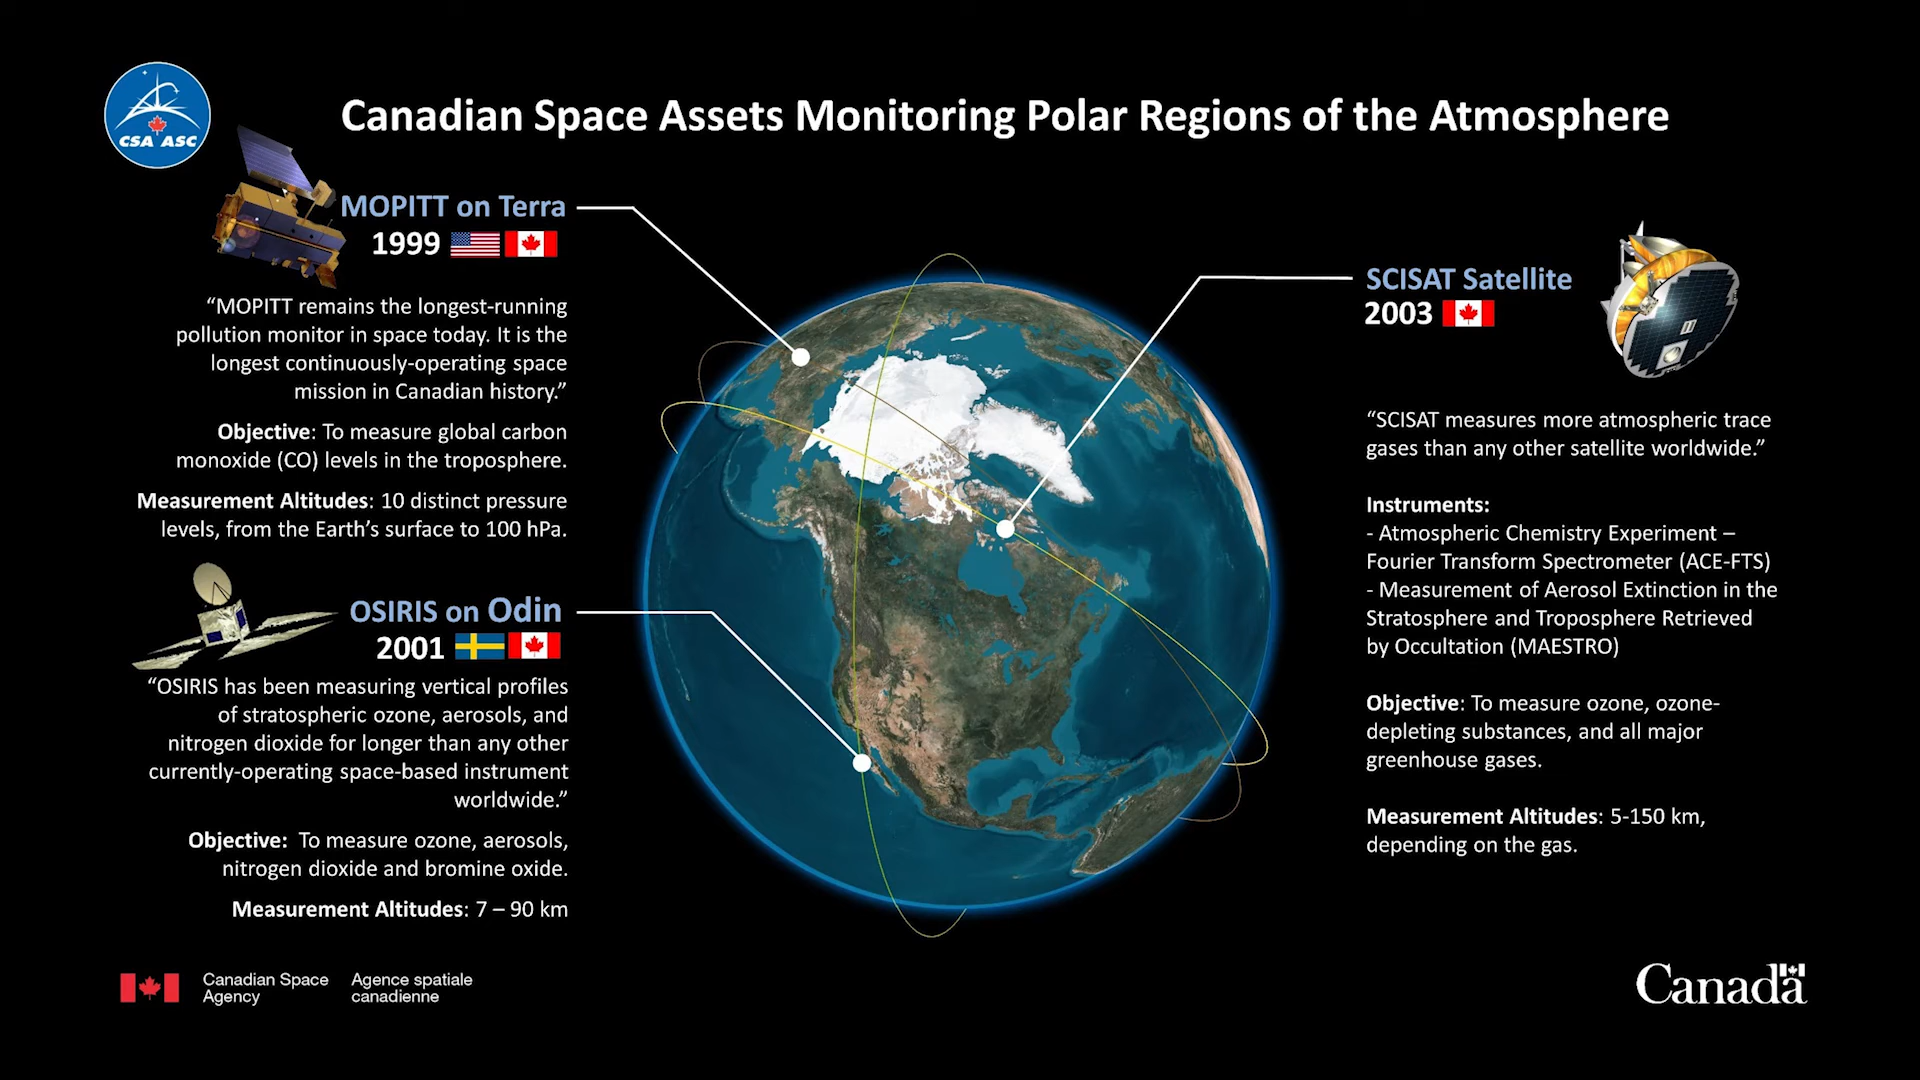 CSA ASC
Canadian Space Assets Monitoring Polar Regions of the Atmosphere
MOPITT on Terra
1999
“MOPITT remains the longest-running
pollution monitor in space today. It is the
longest continuously-operating space
mission in Canadian history.”
Objective: To measure global carbon
monoxide (CO) levels in the troposphere.
Measurement Altitudes: 10 distinct pressure
levels, from the Earth’s surface to 100 hPa.
OSIRIS on Odin
2001
“OSIRIS has been measuring vertical profiles
of stratospheric ozone, aerosols, and
nitrogen dioxide for longer than any other
currently-operating space-based instrument
worldwide.”
Objective: To measure ozone, aerosols,
nitrogen dioxide and bromine oxide.
Measurement Altitudes: 7 – 90 km
SCISAT Satellite
2003
“SCISAT measures more atmospheric trace
gases than any other satellite worldwide.”
Instruments:
- Atmospheric Chemistry Experiment –
Fourier Transform Spectrometer (ACE-FTS)
- Measurement of Aerosol Extinction in the
Stratosphere and Troposphere Retrieved
by Occultation (MAESTRO)
Objective: To measure ozone, ozone-
depleting substances, and all major
greenhouse gases.
Measurement Altitudes: 5-150 km,
depending on the gas.
Canadian Space
Agency
Agence spatiale
canadienne
Canada